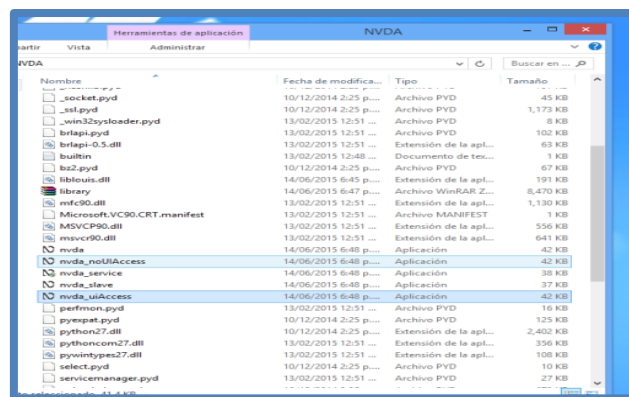 Herramientas de aplicación NVDA
partir Vista Administrar
NVDA Buscar en ...
Nombre Fecha de modifica... Tipo Tamaño
_socket.pyd 10/12/2014 2:25 p.... Archivo PYD 45 KB
_ssl.pyd 10/12/2014 2:25 p.... Archivo PYD 1,173 KB
_win32sysloader.pyd 13/02/2015 12:51 ... Archivo PYD 8 KB
brlapi.pyd 13/02/2015 12:51 ... Archivo PYD 102 KB
brlapi-0.5.dll 13/02/2015 12:51 ... Extensión de la apl... 63 KB
builtin 13/02/2015 12:48 ... Documento de tex... 1 KB
bz2.pyd 10/12/2014 2:25 p.... Archivo PYD 67 KB
liblouis.dll 14/06/2015 6:45 p.... Extensión de la apl... 191 KB
library 14/06/2015 6:47 p.... Archivo WinRAR Z... 8,470 KB
mfc90.dll 13/02/2015 12:51 ... Extensión de la apl... 1,130 KB
Microsoft.VC90.CRT.manifest 13/02/2015 12:51 ... Archivo MANIFEST 1 KB
MSVCP90.dll 13/02/2015 12:51 ... Extensión de la apl... 556 KB
msvcr90.dll 13/02/2015 12:51 ... Extensión de la apl... 641 KB
nvda 14/06/2015 6:48 p.... Aplicación 42 KB
nvda_noUIAccess 14/06/2015 6:48 p.... Aplicación 42 KB
nvda_service 14/06/2015 6:48 p.... Aplicación 38 KB
nvda_slave 14/06/2015 6:48 p.... Aplicación 37 KB
nvda_uiAccess 14/06/2015 6:48 p.... Aplicación 42 KB
perfmon.pyd 13/02/2015 12:51 ... Archivo PYD 16 KB
pyexpat.pyd 10/12/2014 2:25 p.... Archivo PYD 125 KB
python27.dll 10/12/2014 2:25 p.... Extensión de la apl... 2,402 KB
pythoncom27.dll 13/02/2015 12:51 ... Extensión de la apl... 356 KB
pywintypes27.dll 13/02/2015 12:51 ... Extensión de la apl... 108 KB
select.pyd 10/12/2014 2:25 p.... Archivo PYD 10 KB
servicemanager.pyd 13/02/2015 12:51 ... Archivo PYD 27 KB